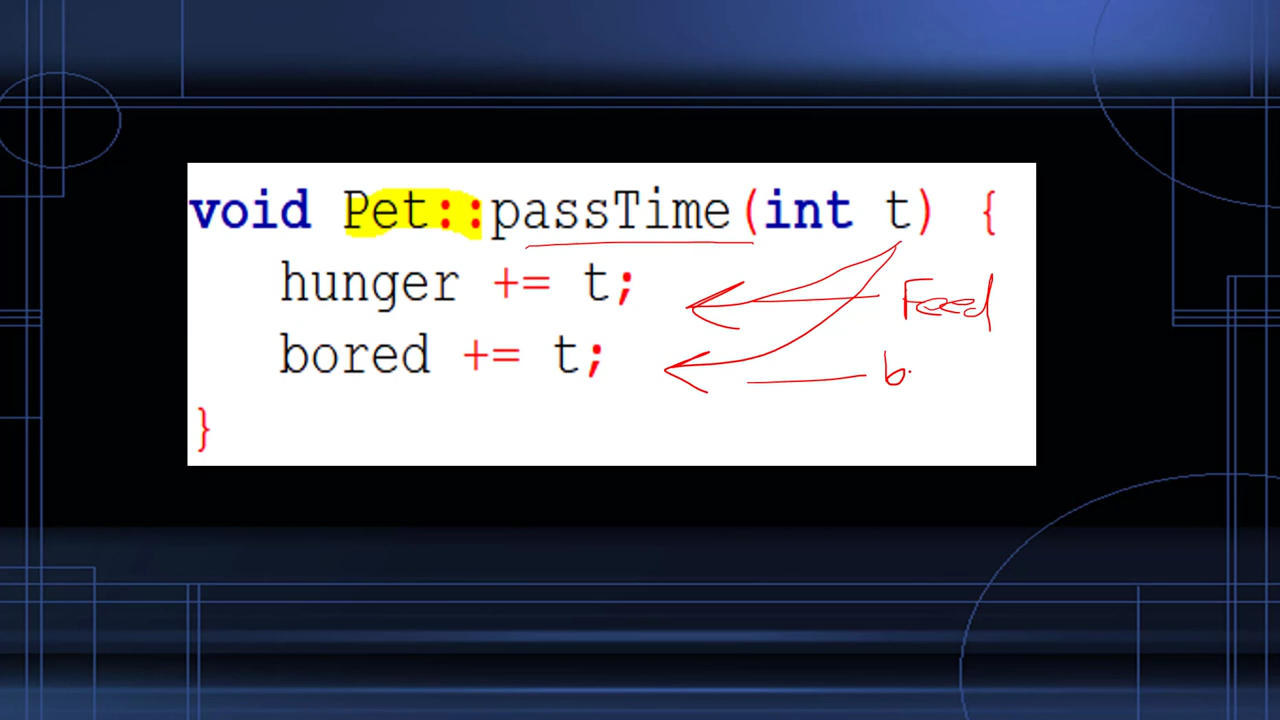 void Pet::passTime(int t) {
hunger += t;
Feed
bored += t;
b
}